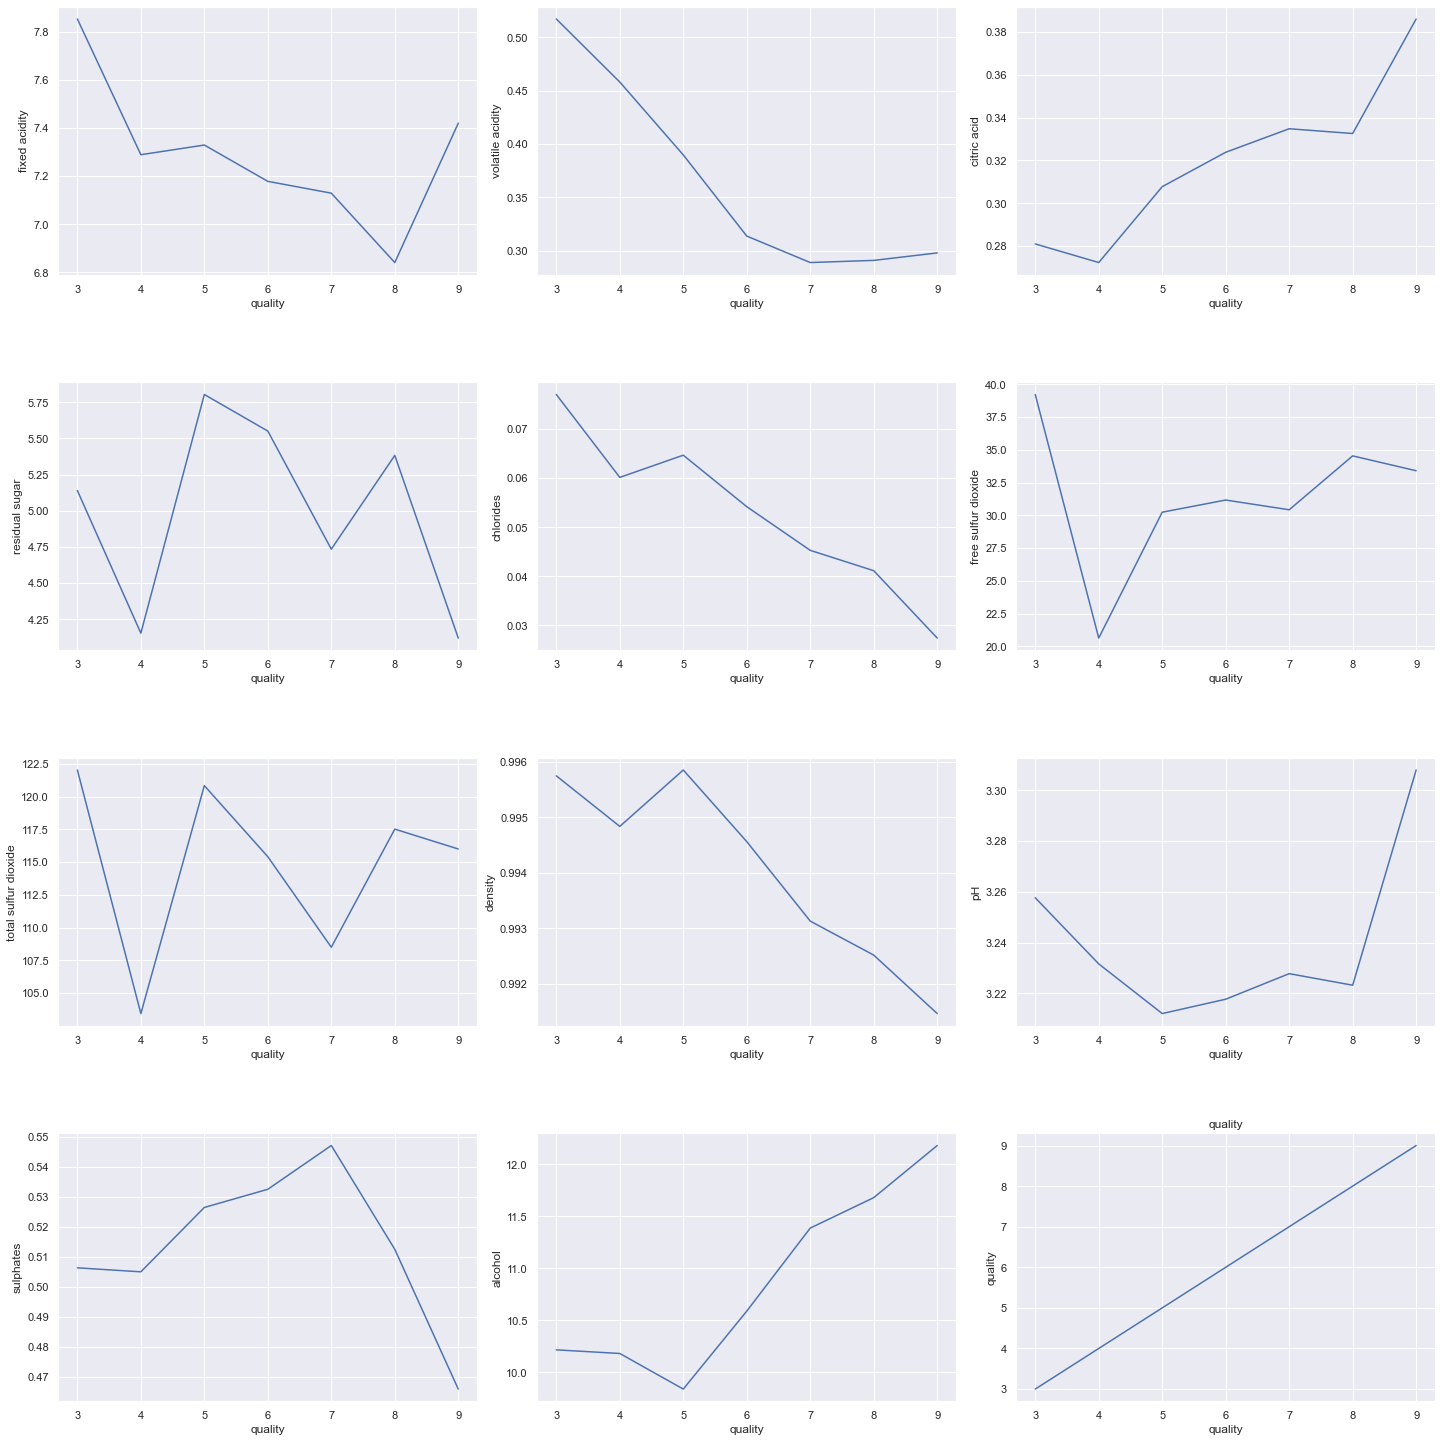 7.8
7.6
7.4
7.2
7.0
6.8
fixed acidity
3 4 5 6 7 8 9
quality
0.50
0.45
0.40
0.35
0.30
volatile acidity
3 4 5 6 7 8 9
quality
0.38
0.36
0.34
0.32
0.30
0.28
citric acid
3 4 5 6 7 8 9
quality
5.75
5.50
5.25
5.00
4.75
4.50
4.25
residual sugar
3 4 5 6 7 8 9
quality
0.07
0.06
0.05
0.04
0.03
chlorides
3 4 5 6 7 8 9
quality
40.0
37.5
35.0
32.5
30.0
27.5
25.0
22.5
20.0
free sulfur dioxide
3 4 5 6 7 8 9
quality
122.5
120.0
117.5
115.0
112.5
110.0
107.5
105.0
total sulfur dioxide
3 4 5 6 7 8 9
quality
0.996
0.995
0.994
0.993
0.992
density
3 4 5 6 7 8 9
quality
3.30
3.28
3.26
3.24
3.22
pH
3 4 5 6 7 8 9
quality
0.55
0.54
0.53
0.52
0.51
0.50
0.49
0.48
0.47
sulphates
3 4 5 6 7 8 9
quality
12.0
11.5
11.0
10.5
10.0
alcohol
3 4 5 6 7 8 9
quality
quality
9
8
7
6
5
4
3
quality
3 4 5 6 7 8 9
quality